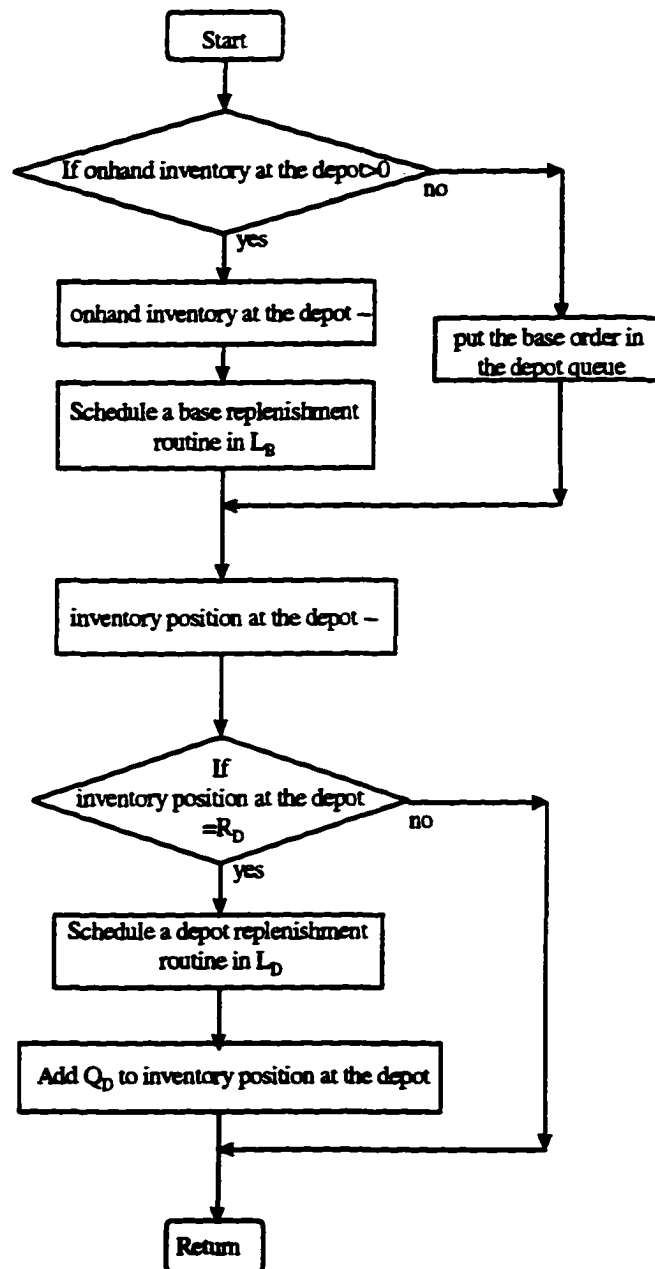 Start
If onhand inventory at the depot>0
no
yes
onhand inventory at the depot –
put the base order in
the depot queue
Schedule a base replenishment
routine in L_B
inventory position at the depot –
If
inventory position at the depot
=R_D
no
yes
Schedule a depot replenishment
routine in L_D
Add Q_D to inventory position at the depot
Return